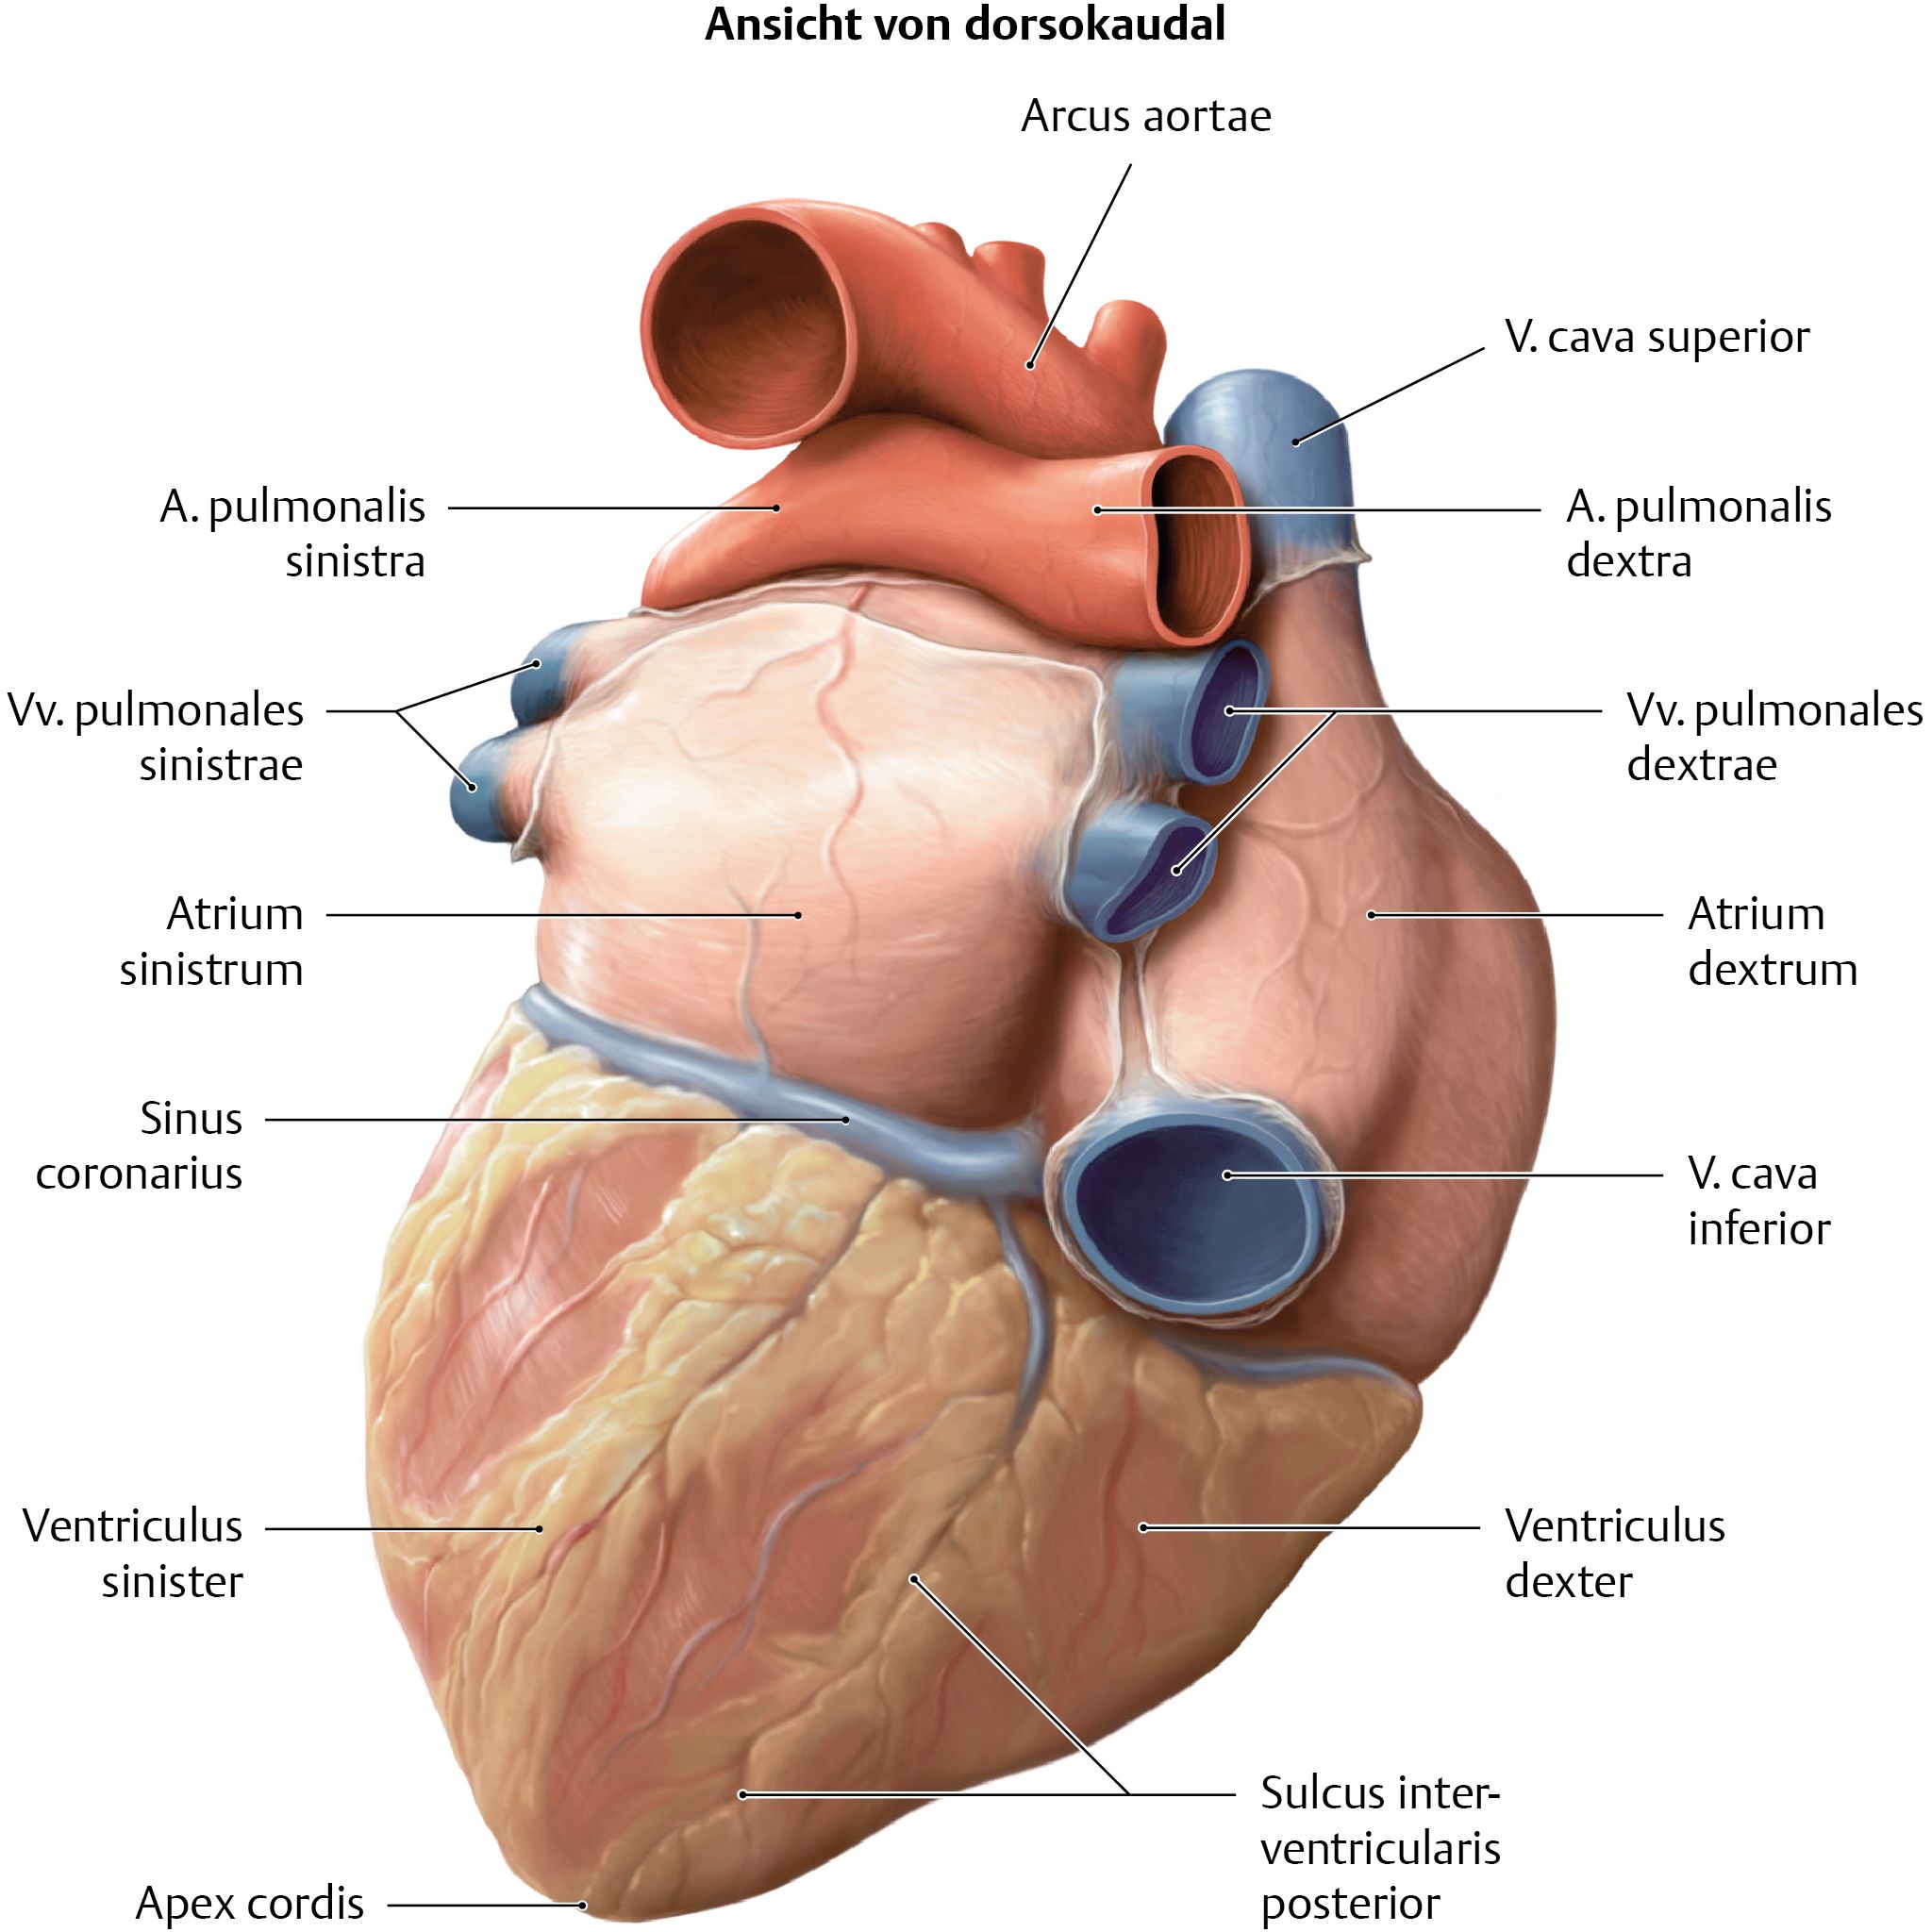 Ansicht von dorsokaudal
Arcus aortae
V. cava superior
A. pulmonalis
sinistra
A. pulmonalis
dextra
Vv. pulmonales
sinistrae
Vv. pulmonales
dextrae
Atrium
sinistrum
Atrium
dextrum
Sinus
coronarius
V. cava
inferior
Ventriculus
sinister
Ventriculus
dexter
Sulcus inter-
ventricularis
posterior
Apex cordis